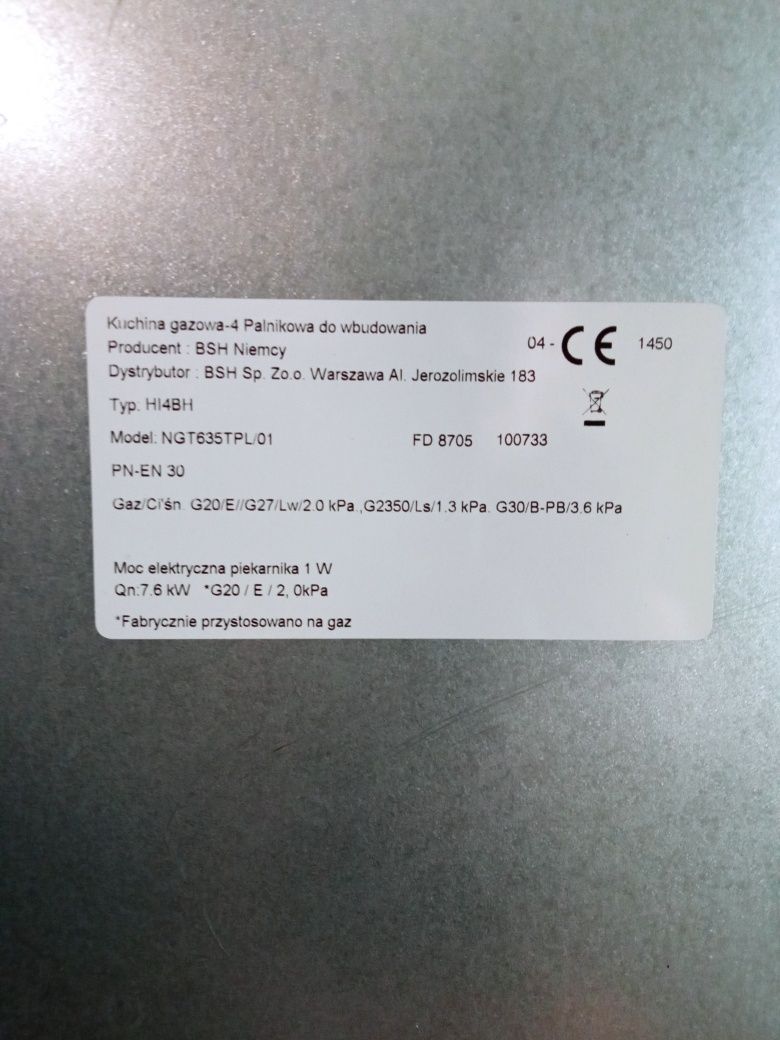 Kuchina gazowa-4 Palnikowa do wbudowania
Producent : BSH Niemcy
04 - CE 1450
Dystrybutor : BSH Sp. Zo.o. Warszawa Al. Jerozolimskie 183
Typ: HI4BH
Model: NGT635TPL/01 FD 8705 100733
PN-EN 30
Gaz/Ci'śn. G20/E//G27/Lw/2.0 kPa.,G2350/Ls/1.3 kPa. G30/B-PB/3.6 kPa
Moc elektryczna piekarnika 1 W
Qn:7.6 kW *G20 / E / 2, 0kPa
*Fabrycznie przystosowano na gaz